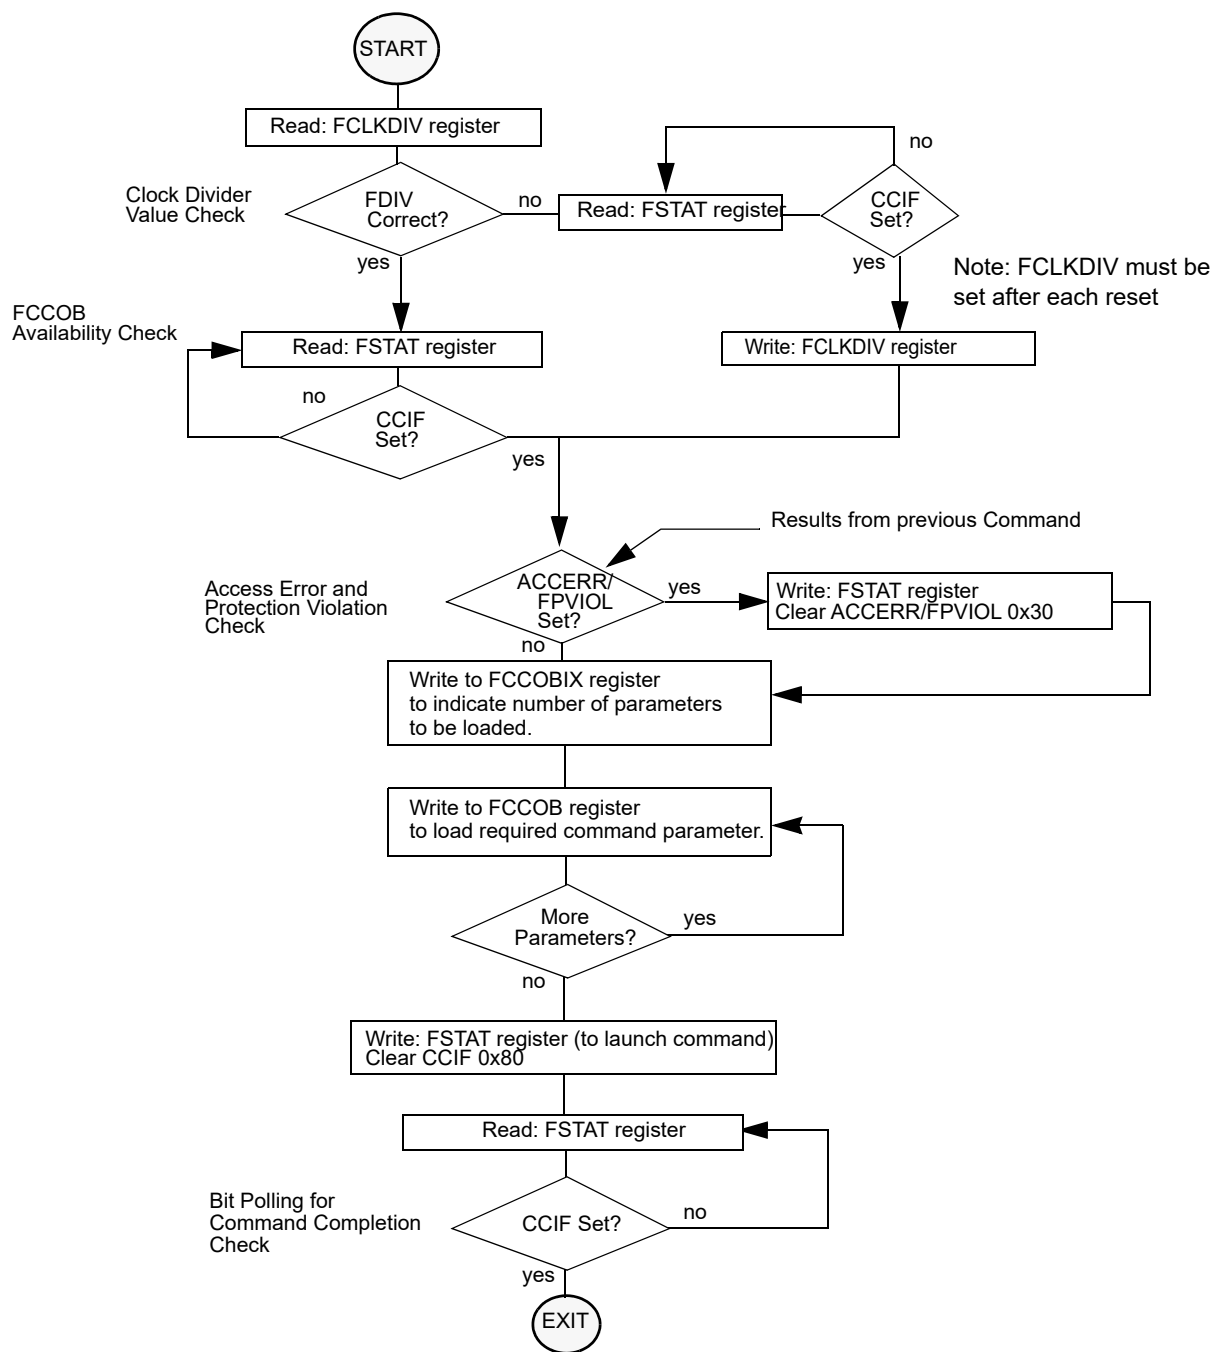 START
Read: FCLKDIV register
no
Clock Divider
Value Check
FDIV
Correct?
no
Read: FSTAT register
CCIF
Set?
yes
yes
Note: FCLKDIV must be
set after each reset
FCCOB
Availability Check
Read: FSTAT register
Write: FCLKDIV register
no
CCIF
Set?
yes
Results from previous Command
Access Error and
Protection Violation
Check
ACCERR/
FPVIOL
Set?
yes
Write: FSTAT register
Clear ACCERR/FPVIOL 0x30
no
Write to FCCOBIX register
to indicate number of parameters
to be loaded.
Write to FCCOB register
to load required command parameter.
More
Parameters?
yes
no
Write: FSTAT register (to launch command)
Clear CCIF 0x80
Read: FSTAT register
Bit Polling for
Command Completion
Check
CCIF Set?
no
yes
EXIT